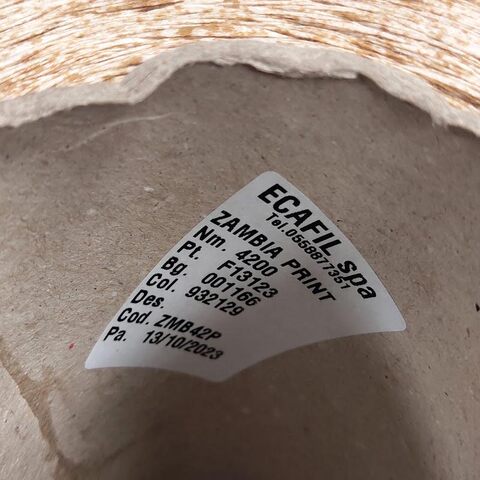 ECAFIL spa
Tel.0558677351
ZAMBIA PRINT
Nm. 4200
Pt. F13123
Bg. 001166
Col. 932129
Des.
Cod. ZMB42P
Pa. 13/10/2023